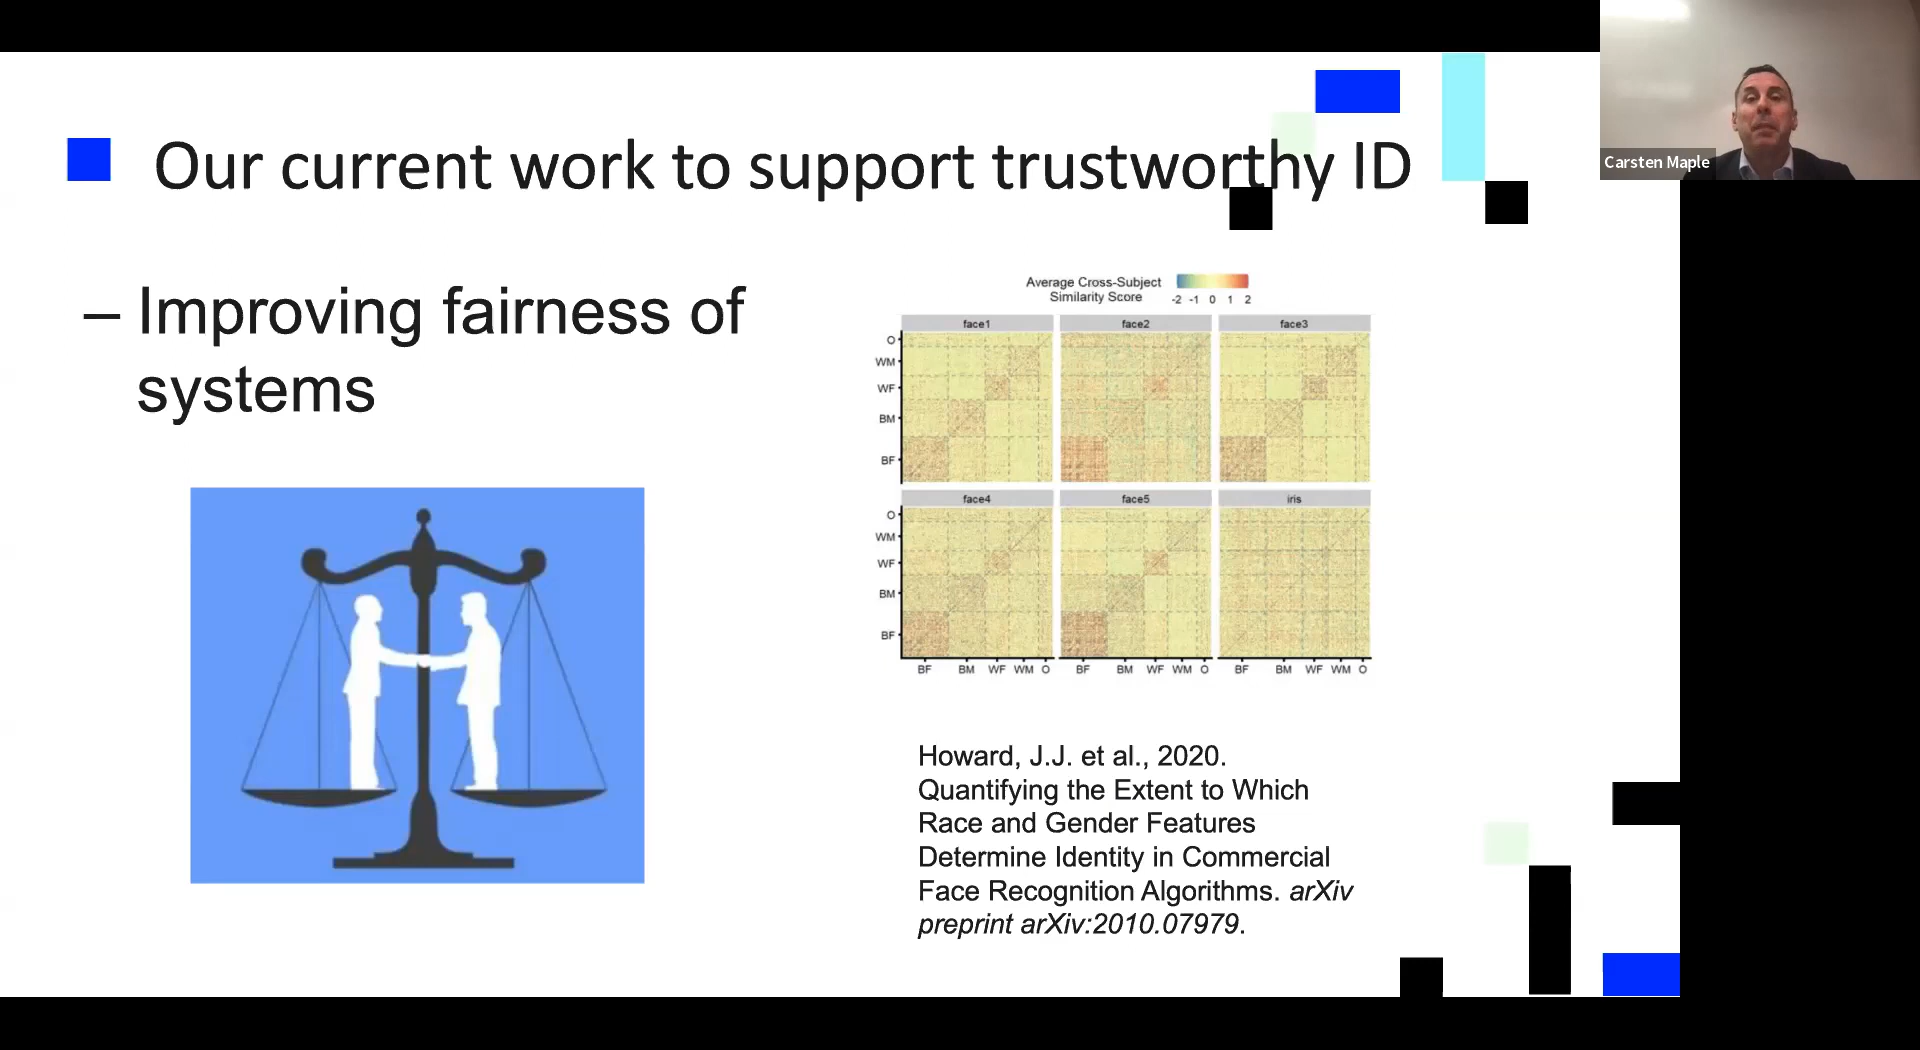 Our current work to support trustworthy ID
Carsten Maple
– Improving fairness of
systems
Average Cross-Subject
Similarity Score
-2 -1 0 1 2
face1 face2 face3
O
WM
WF
BM
BF
face4 face5 iris
O
WM
WF
BM
BF
BF BM WF WM O BF BM WF WM O BF BM WF WM O
Howard, J.J. et al., 2020.
Quantifying the Extent to Which
Race and Gender Features
Determine Identity in Commercial
Face Recognition Algorithms. arXiv
preprint arXiv:2010.07979.